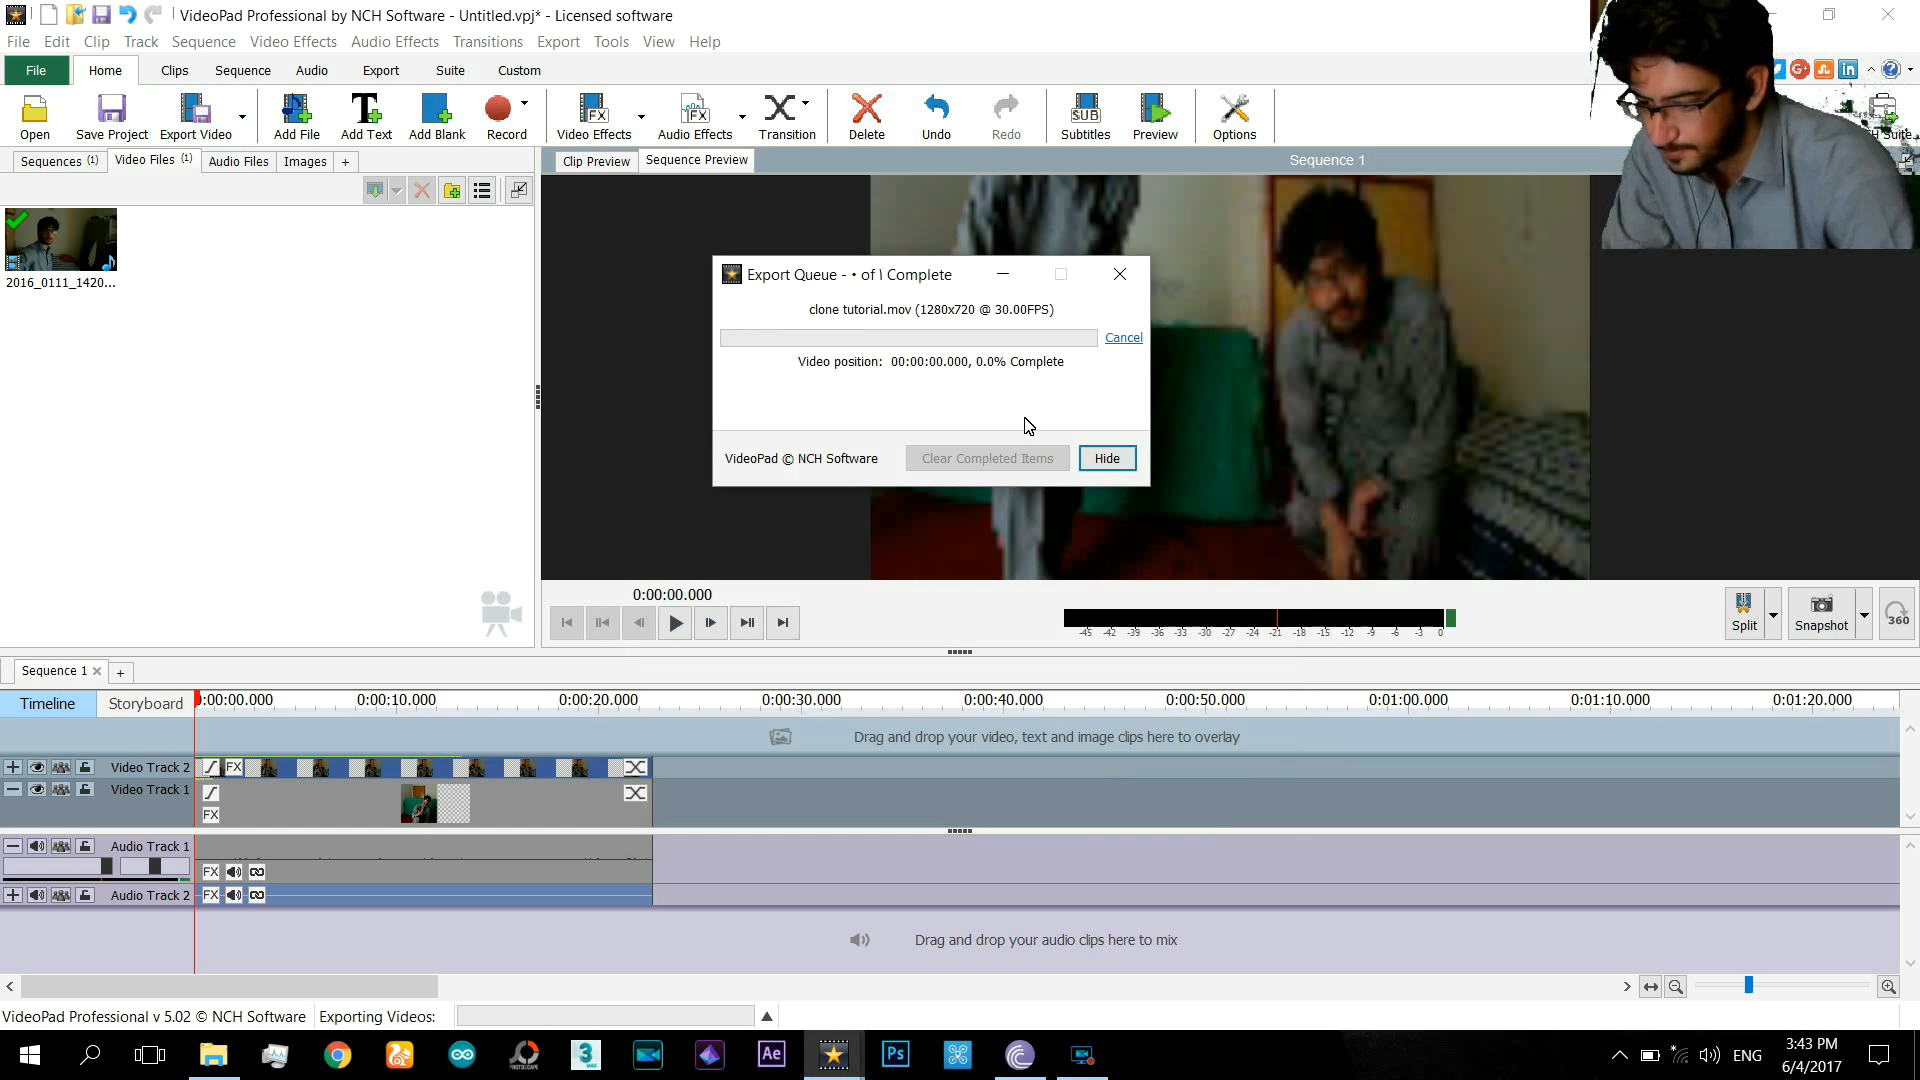 VideoPad Professional by NCH Software - Untitled.vpj* - Licensed software
File Edit Clip Track Sequence Video Effects Audio Effects Transitions Export Tools View Help
File Home Clips Sequence Audio Export Suite Custom
Open Save Project Export Video Add File Add Text Add Blank Record Video Effects Audio Effects Transition Delete Undo Redo Subtitles Preview Options
Sequences (1) Video Files (1) Audio Files Images +
Clip Preview Sequence Preview Sequence 1
2016_0111_1420...
Export Queue - ٠ of ١ Complete
clone tutorial.mov (1280x720 @ 30.00FPS)
Cancel
Video position: 00:00:00.000, 0.0% Complete
VideoPad © NCH Software Clear Completed Items Hide
0:00:00.000
-45 -42 -39 -36 -33 -30 -27 -24 -21 -18 -15 -12 -9 -6 -3 0
Split Snapshot 360
Sequence 1
Timeline Storyboard :00:00.000 0:00:10.000 0:00:20.000 0:00:30.000 0:00:40.000 0:00:50.000 0:01:00.000 0:01:10.000 0:01:20.000
Drag and drop your video, text and image clips here to overlay
Video Track 2 FX
Video Track 1
FX
Audio Track 1
FX
Audio Track 2 FX
Drag and drop your audio clips here to mix
VideoPad Professional v 5.02 © NCH Software Exporting Videos:
Ae Ps ENG
3:43 PM
6/4/2017